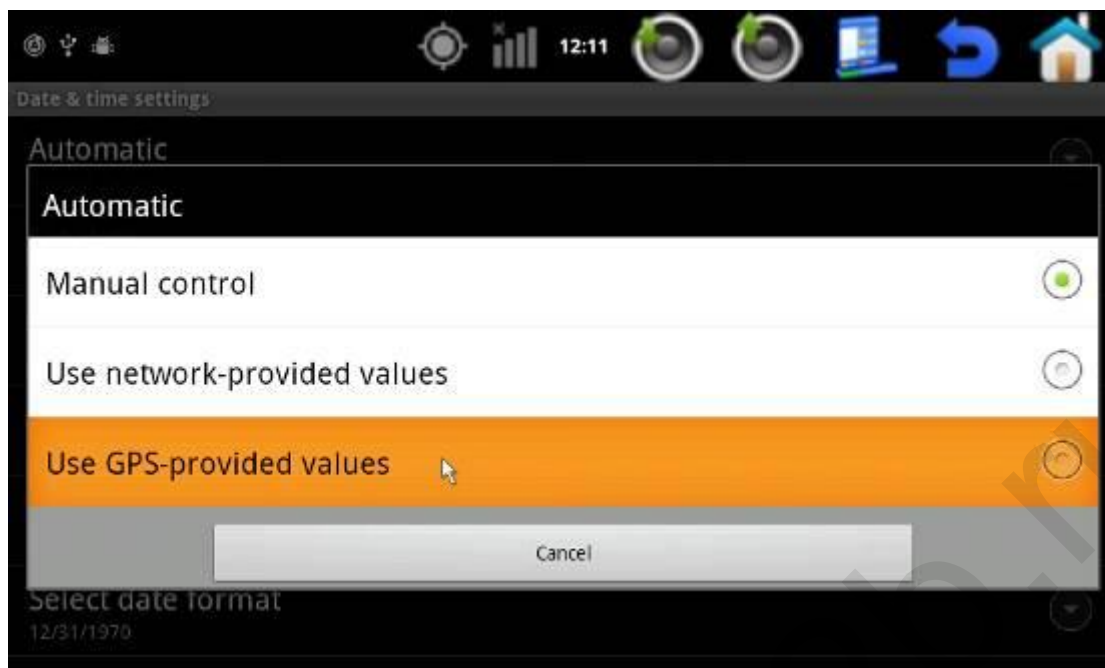 12:11
Date & time settings
Automatic
Automatic
Manual control
Use network-provided values
Use GPS-provided values
Cancel
Select date format
12/31/1970